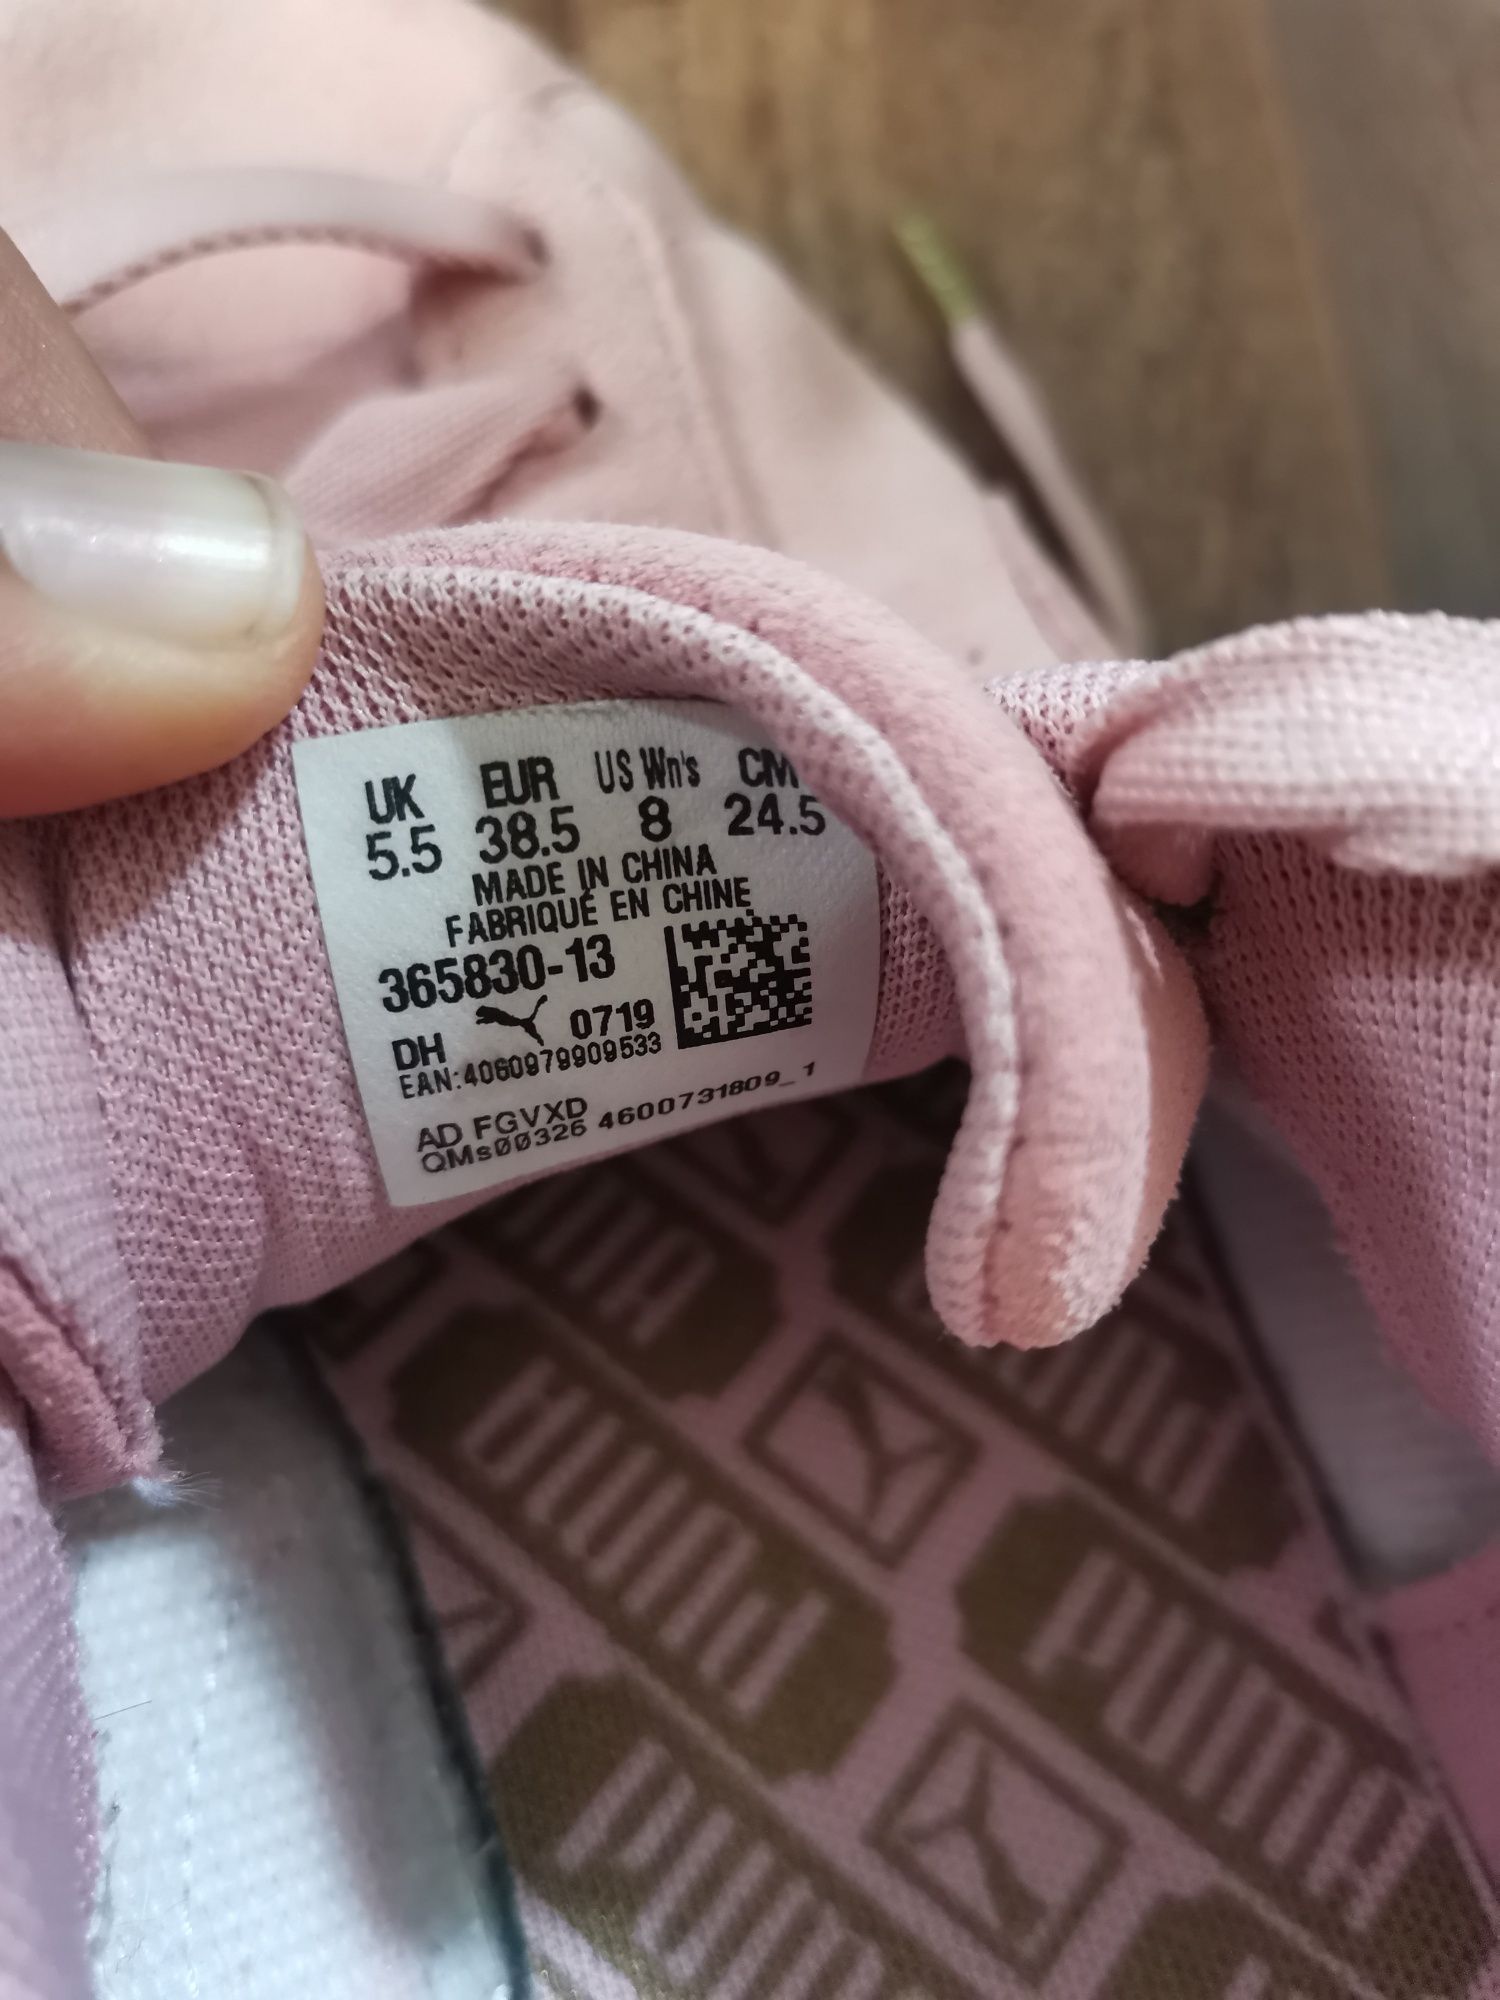 UK EUR US Wn's CM
5.5 38.5 8 24.5
MADE IN CHINA
FABRIQUÉ EN CHINE
365830-13
DH 0719
EAN:4060979909533
AD FGVXD
QMs00326 4600731809_1
PUMA
PUMA
PUMA
PUMA